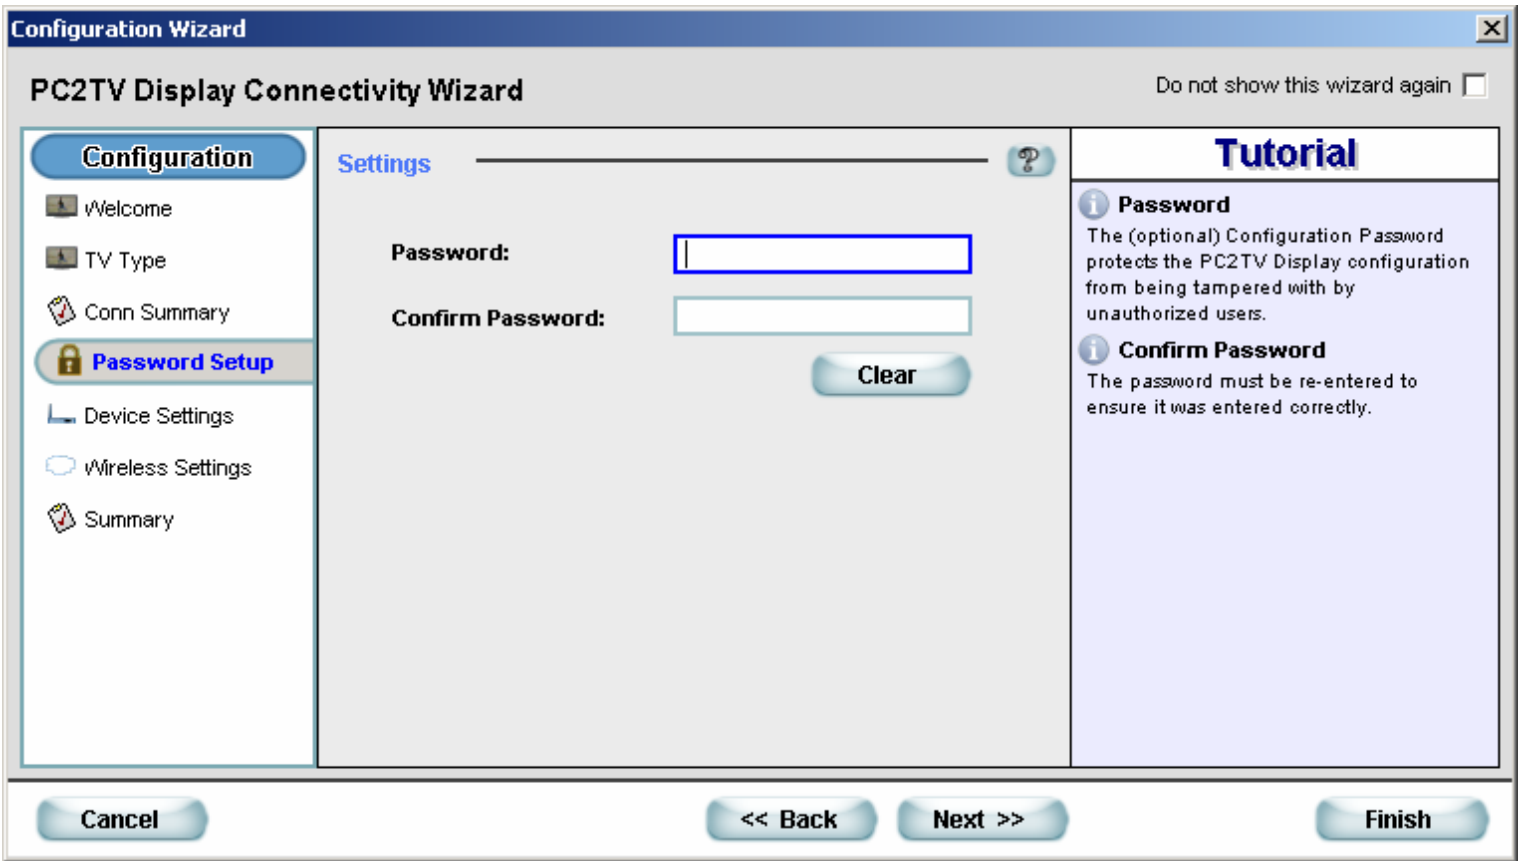 Configuration Wizard
PC2TV Display Connectivity Wizard
Do not show this wizard again
Configuration
Welcome
TV Type
Conn Summary
Password Setup
Device Settings
Wireless Settings
Summary
Settings
?
Password:
Confirm Password:
Clear
Tutorial
Password
The (optional) Configuration Password
protects the PC2TV Display configuration
from being tampered with by
unauthorized users.
Confirm Password
The password must be re-entered to
ensure it was entered correctly.
Cancel
<< Back
Next >>
Finish